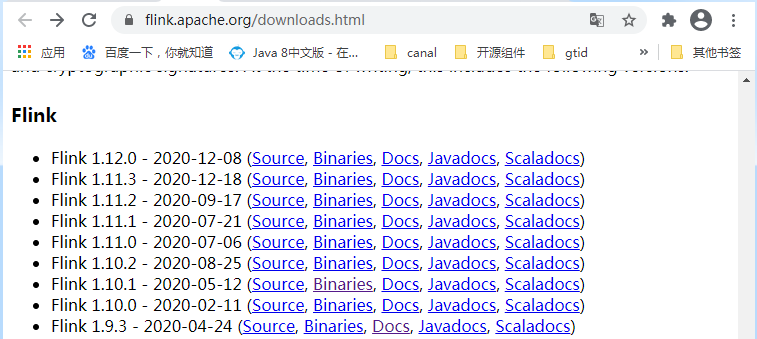 flink.apache.org/downloads.html
应用 百度一下，你就知道 Java 8中文版 - 在... canal 开源组件 gtid » 其他书签
Flink
Flink 1.12.0 - 2020-12-08 (Source, Binaries, Docs, Javadocs, Scaladocs)
Flink 1.11.3 - 2020-12-18 (Source, Binaries, Docs, Javadocs, Scaladocs)
Flink 1.11.2 - 2020-09-17 (Source, Binaries, Docs, Javadocs, Scaladocs)
Flink 1.11.1 - 2020-07-21 (Source, Binaries, Docs, Javadocs, Scaladocs)
Flink 1.11.0 - 2020-07-06 (Source, Binaries, Docs, Javadocs, Scaladocs)
Flink 1.10.2 - 2020-08-25 (Source, Binaries, Docs, Javadocs, Scaladocs)
Flink 1.10.1 - 2020-05-12 (Source, Binaries, Docs, Javadocs, Scaladocs)
Flink 1.10.0 - 2020-02-11 (Source, Binaries, Docs, Javadocs, Scaladocs)
Flink 1.9.3 - 2020-04-24 (Source, Binaries, Docs, Javadocs, Scaladocs)